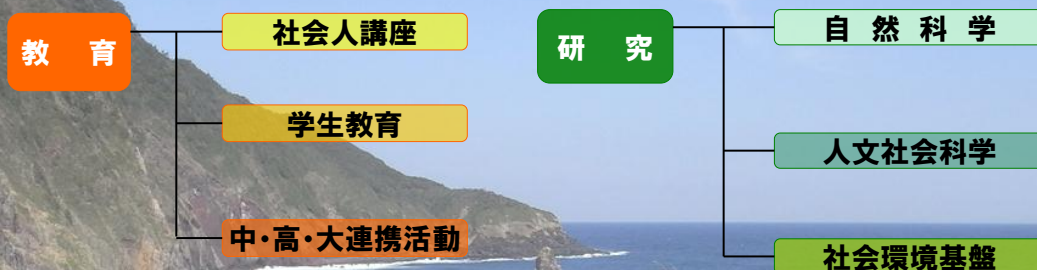 教　育
社会人講座
学生教育
中・高・大連携活動
研　究
自 然 科 学
人文社会科学
社会環境基盤